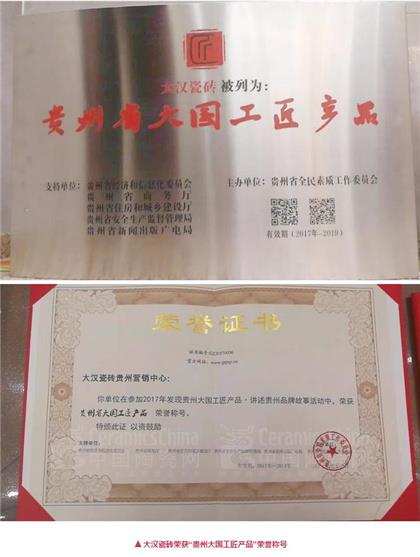 大汉瓷砖 被列为：
贵州省大国工匠产品
支持单位：贵州省经济和信息化委员会
贵州省商务厅
贵州省住房和城乡建设厅
贵州省安全生产监督管理局
贵州省新闻出版广电局
主办单位：贵州省全民素质工作委员会
有效期（2017年-2019）
荣誉证书
大汉瓷砖贵州营销中心：
你单位在参加2017年发现贵州大国工匠产品·讲述贵州品牌故事活动中，荣获
贵州省大国工匠产品 荣誉称号。
特颁此证 以资鼓励
CeramicsChina
中国陶瓷网
▲大汉瓷砖荣获“贵州大国工匠产品”荣誉称号